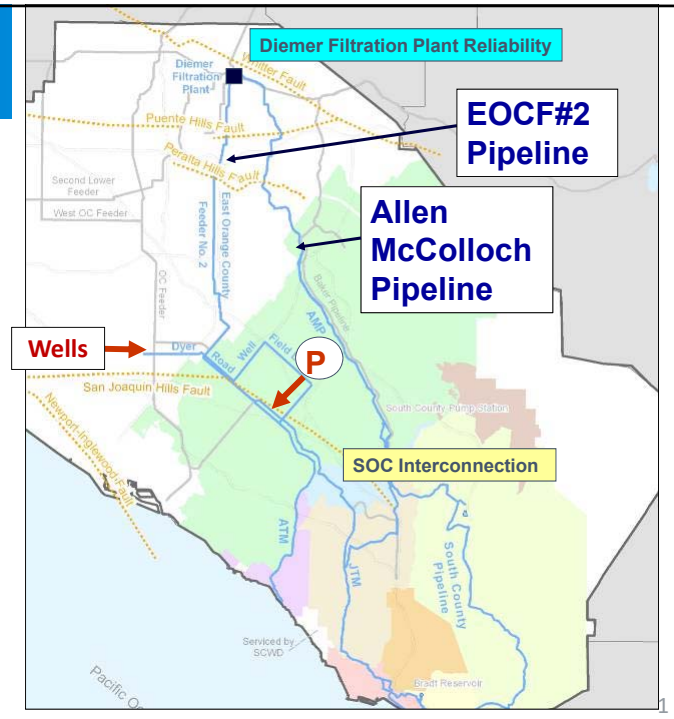 Diemer Filtration Plant Reliability
Whitter Fault
Diemer
Filtration
Plant
Puente Hills Fault
EOCF#2
Pipeline
Peralta Hills Fault
Second Lower
Feeder
West OC Feeder
East Orange County
Feeder No. 2
Allen
McColloch
Pipeline
OC Feeder
Baker Pipeline
AMP
Wells
Dyer
Road
Well
Field
P
San Joaquin Hills Fault
Newport-Inglewood Fault
South County Pump Station
SOC Interconnection
ATM
JTM
South County
Pipeline
Serviced by
SCWD
Bradt Reservoir
Pacific Oc
1